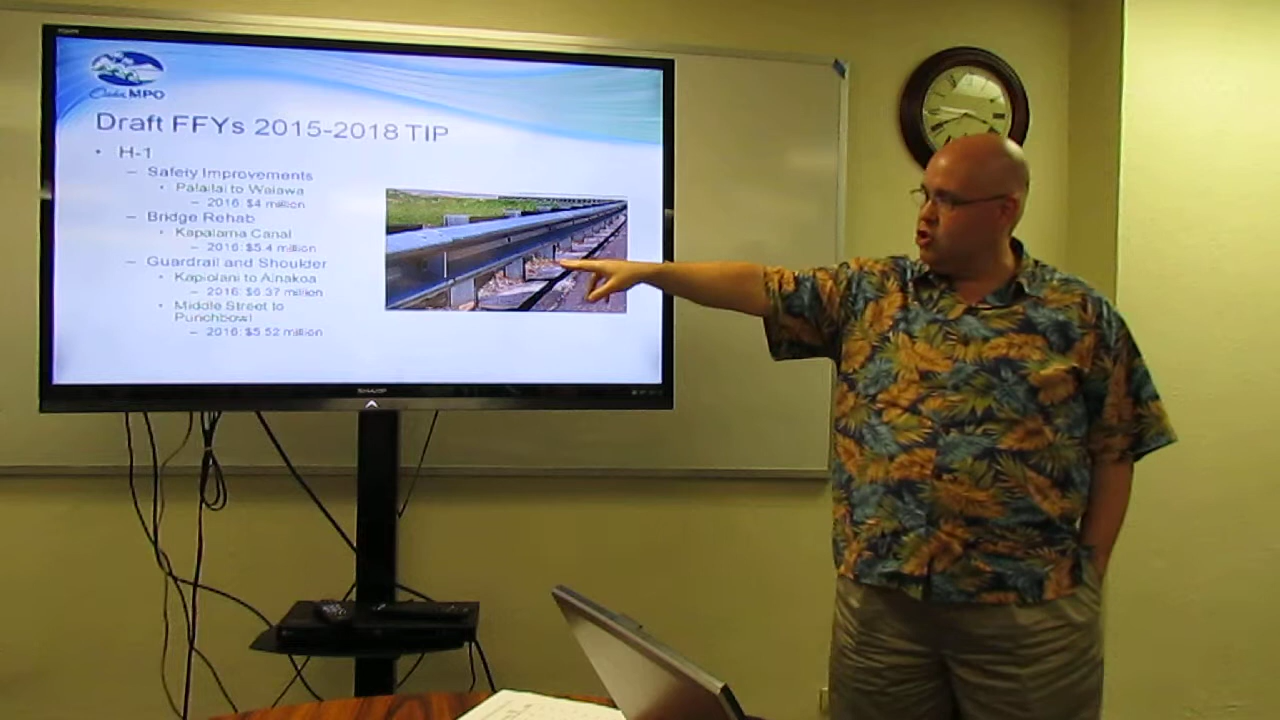 Oahu MPO
Draft FFYs 2015-2018 TIP
• H-1
– Safety Improvements
• Palailai to Waiawa
– 2016: $4 million
– Bridge Rehab
• Kapalama Canal
– 2016: $5.4 million
– Guardrail and Shoulder
• Kapiolani to Ainakoa
– 2016: $6.37 million
• Middle Street to
Punchbowl
– 2016: $5.52 million
SHARP